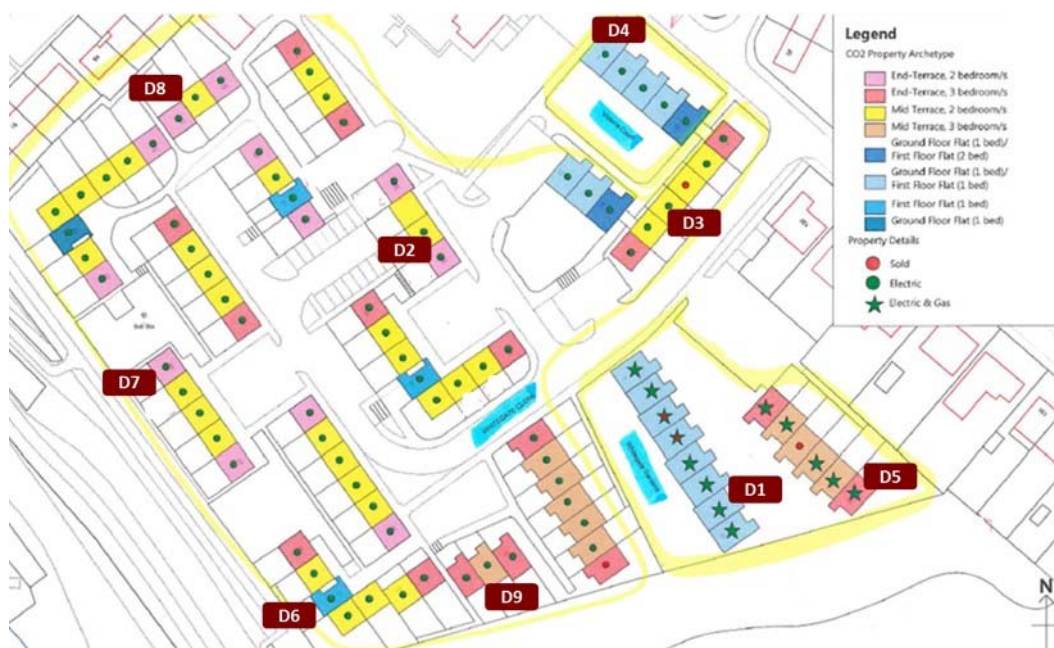 D4
D8
D3
D2
D7
D1
D5
D6
D9
WHITEGATE CLOSE
Legend
CO2 Property Archetype
End-Terrace, 2 bedroom/s
End-Terrace, 3 bedroom/s
Mid Terrace, 2 bedroom/s
Mid Terrace, 3 bedroom/s
Ground Floor Flat (1 bed)/
First Floor Flat (2 bed)
Ground Floor Flat (1 bed)/
First Floor Flat (1 bed)
First Floor Flat (1 bed)
Ground Floor Flat (1 bed)
Property Details
Sold
Electric
Electric & Gas
N